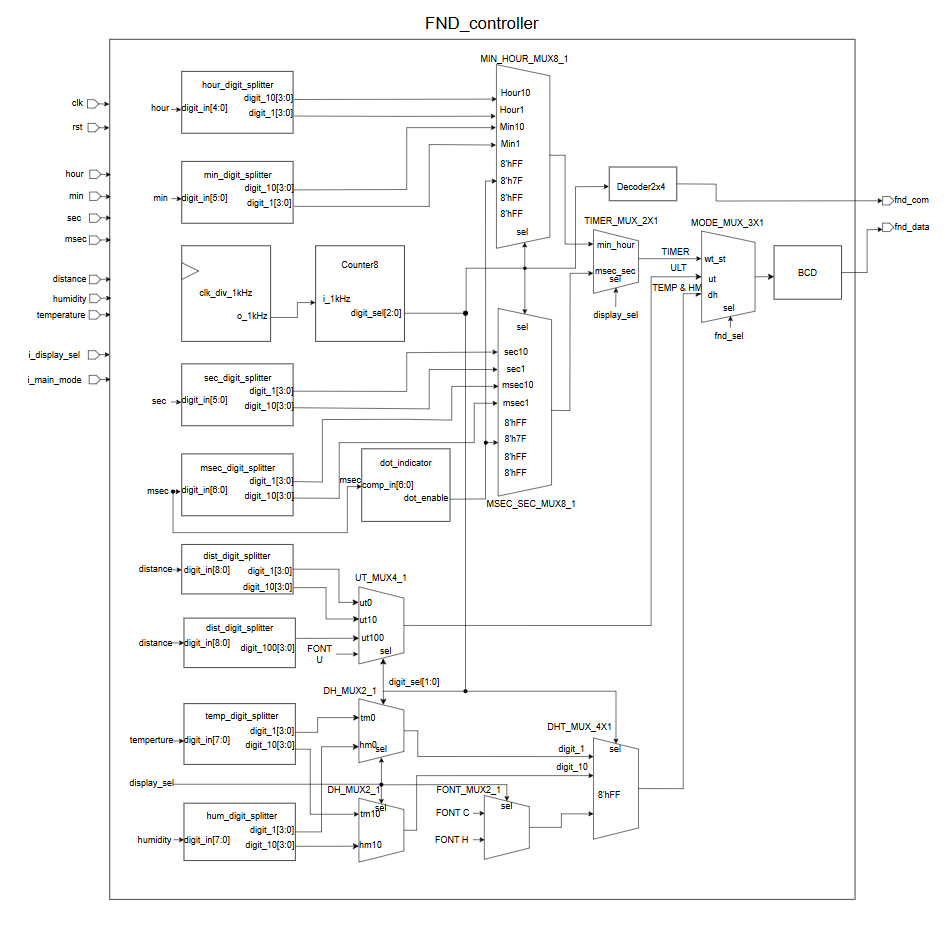 FND_controller
clk
rst
hour
min
sec
msec
distance
humidity
temperature
i_display_sel
i_main_mode
hour_digit_splitter
digit_10[3:0]
hour
digit_in[4:0]
digit_1[3:0]
min_digit_splitter
digit_10[3:0]
min
digit_in[5:0]
digit_1[3:0]
clk_div_1kHz
o_1kHz
Counter8
i_1kHz
digit_sel[2:0]
sec_digit_splitter
digit_1[3:0]
sec
digit_in[5:0]
digit_10[3:0]
msec_digit_splitter
digit_1[3:0]
msec
digit_in[6:0]
digit_10[3:0]
dot_indicator
msec
comp_in[6:0]
dot_enable
MIN_HOUR_MUX8_1
Hour10
Hour1
Min10
Min1
8'hFF
8'h7F
8'hFF
8'hFF
sel
sel
sec10
sec1
msec10
msec1
8'hFF
8'h7F
8'hFF
8'hFF
MSEC_SEC_MUX8_1
Decoder2x4
TIMER_MUX_2X1
min_hour
msec_sec
sel
display_sel
MODE_MUX_3X1
TIMER
wt_st
ULT
ut
TEMP & HM
dh
sel
fnd_sel
BCD
fnd_com
fnd_data
dist_digit_splitter
distance
digit_in[8:0]
digit_1[3:0]
digit_10[3:0]
dist_digit_splitter
distance
digit_in[8:0]
digit_100[3:0]
UT_MUX4_1
ut0
ut10
ut100
FONT
U
sel
digit_sel[1:0]
DH_MUX2_1
tm0
hm0
sel
temp_digit_splitter
digit_1[3:0]
temperture
digit_in[7:0]
digit_10[3:0]
display_sel
DH_MUX2_1
sel
tm10
hm10
hum_digit_splitter
digit_1[3:0]
humidity
digit_in[7:0]
digit_10[3:0]
FONT_MUX2_1
sel
FONT C
FONT H
DHT_MUX_4X1
sel
digit_1
digit_10
8'hFF